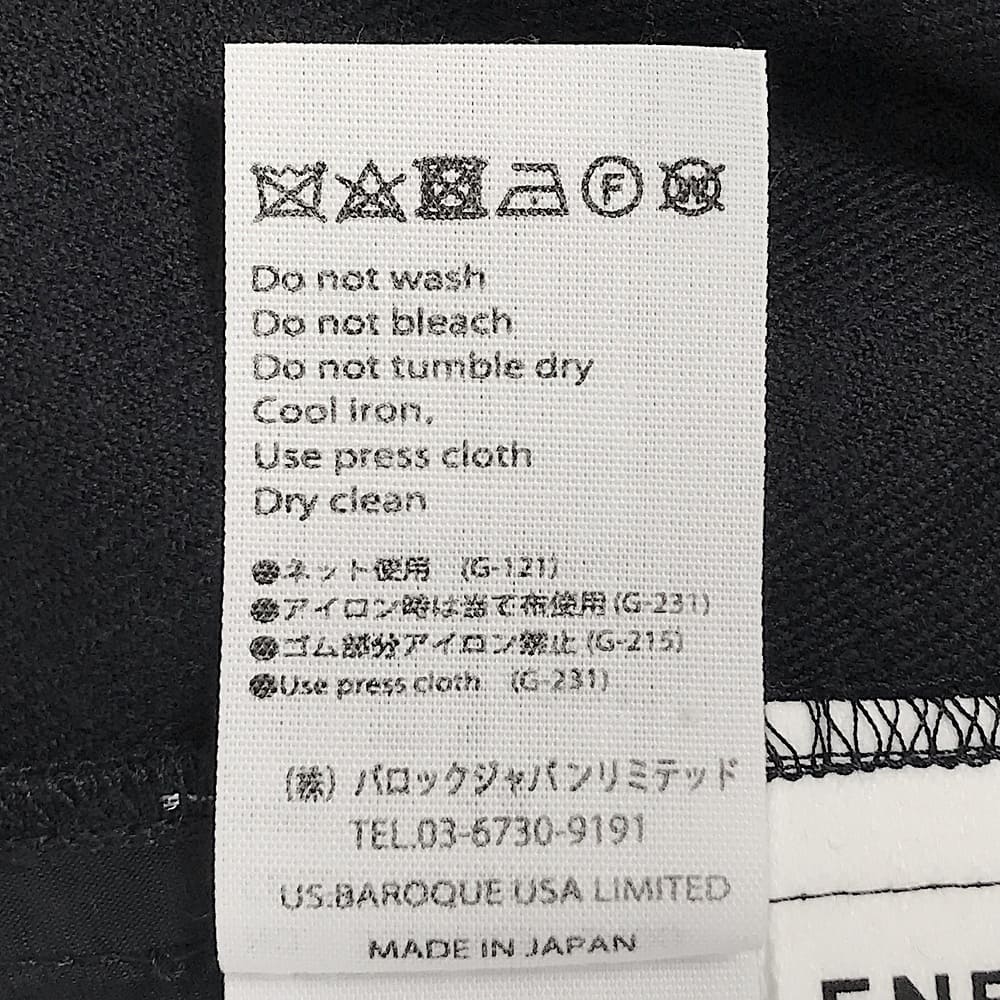 F
W
Do not wash
Do not bleach
Do not tumble dry
Cool iron,
Use press cloth
Dry clean
●ネット使用 (G-121)
●アイロン時は当て布使用 (G-231)
●ゴム部分アイロン禁止 (G-215)
●Use press cloth (G-231)
(株) バロックジャパンリミテッド
TEL.03-6730-9191
US:BAROQUE USA LIMITED
MADE IN JAPAN